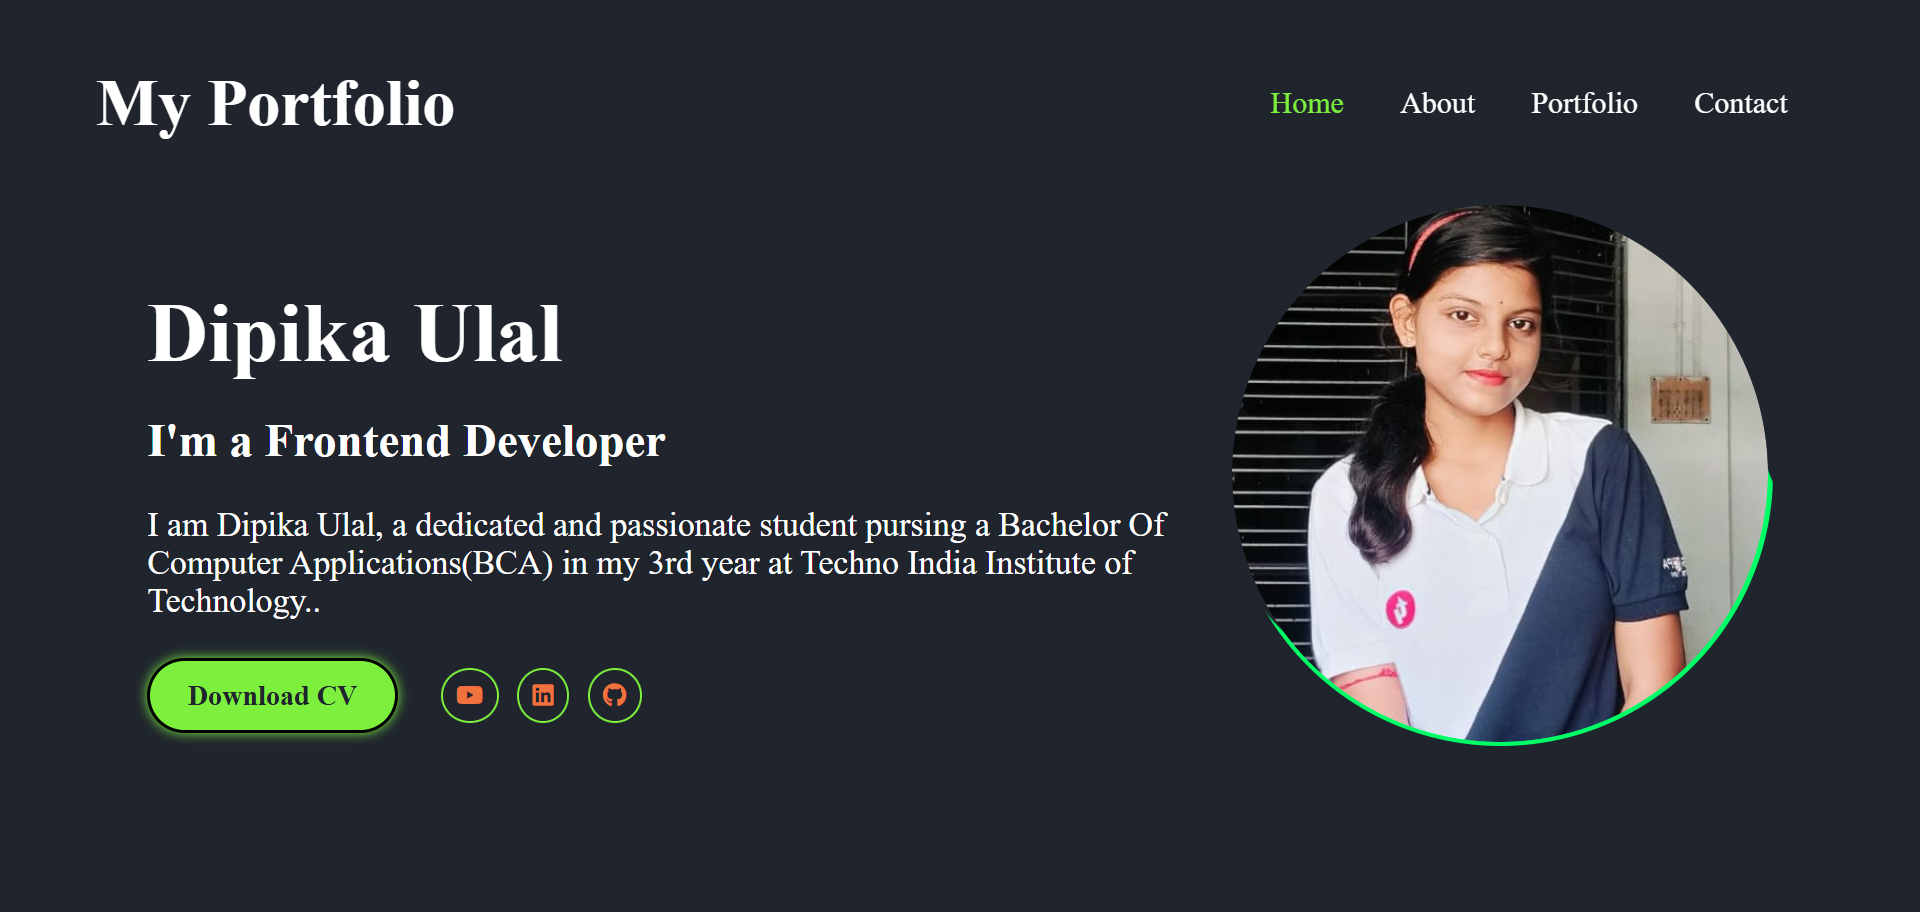 My Portfolio
Home About Portfolio Contact
Dipika Ulal
I'm a Frontend Developer
I am Dipika Ulal, a dedicated and passionate student pursing a Bachelor Of
Computer Applications(BCA) in my 3rd year at Techno India Institute of
Technology..
Download CV
in